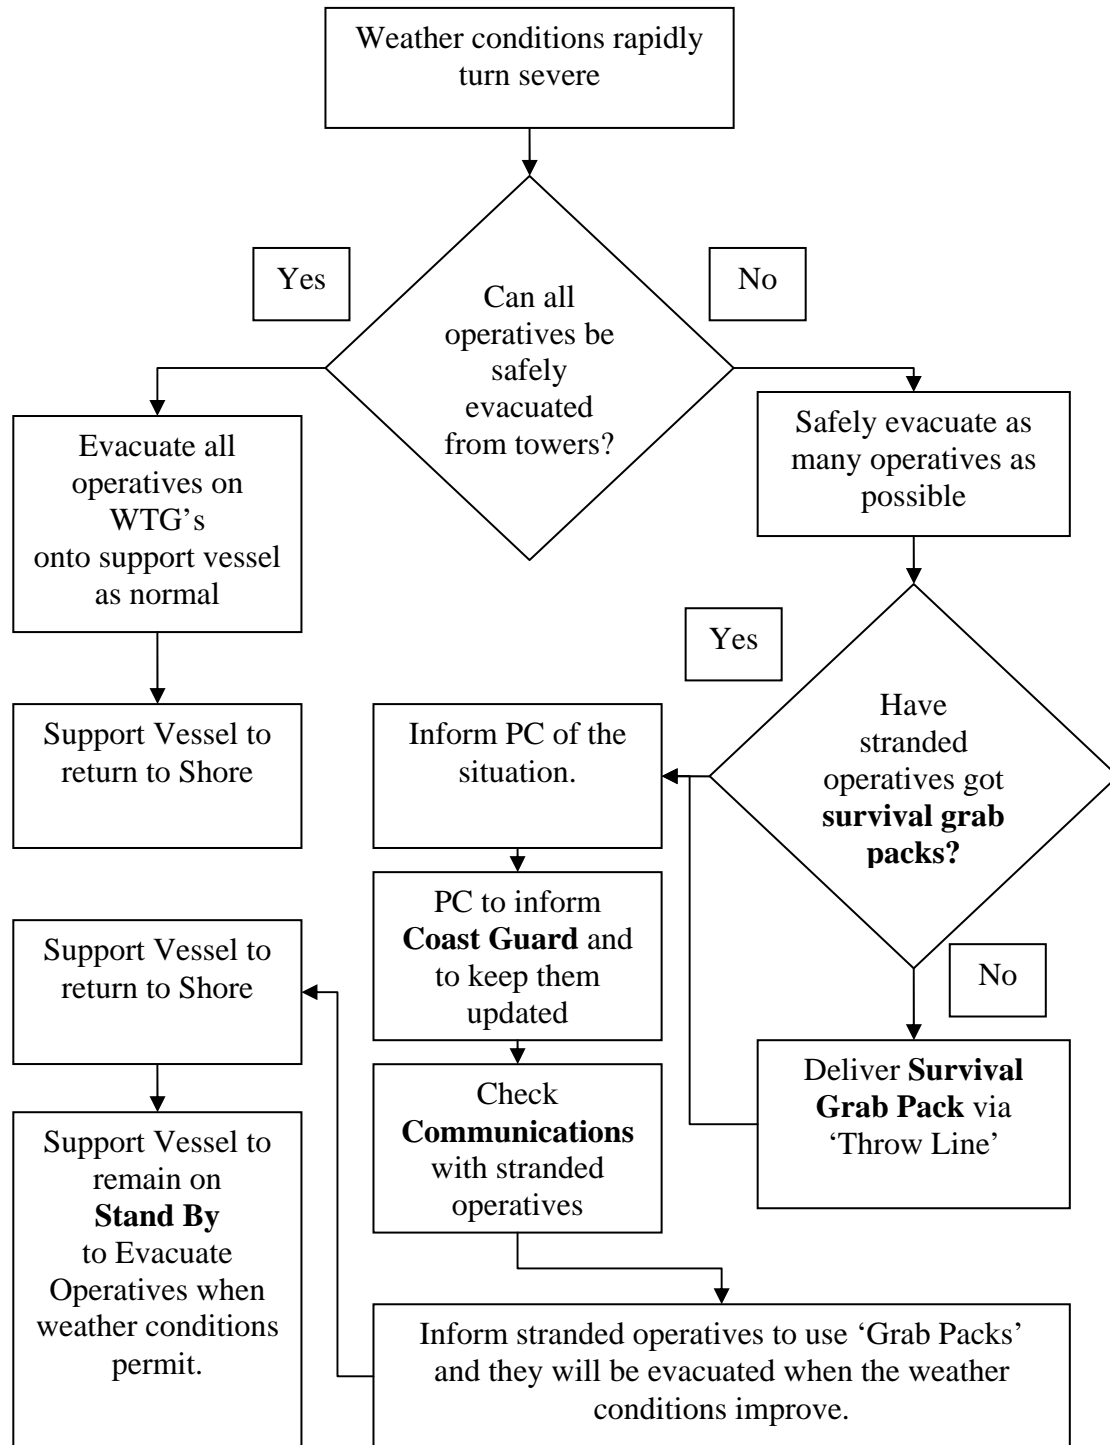 Weather conditions rapidly
turn severe
Yes
No
Can all
operatives be
safely
evacuated
from towers?
Evacuate all
operatives on
WTG’s
onto support vessel
as normal
Safely evacuate as
many operatives as
possible
Yes
Support Vessel to
return to Shore
Inform PC of the
situation.
Have
stranded
operatives got
survival grab
packs?
PC to inform
Coast Guard and
to keep them
updated
Support Vessel to
return to Shore
No
Check
Communications
with stranded
operatives
Deliver Survival
Grab Pack via
‘Throw Line’
Support Vessel to
remain on
Stand By
to Evacuate
Operatives when
weather conditions
permit.
Inform stranded operatives to use ‘Grab Packs’
and they will be evacuated when the weather
conditions improve.